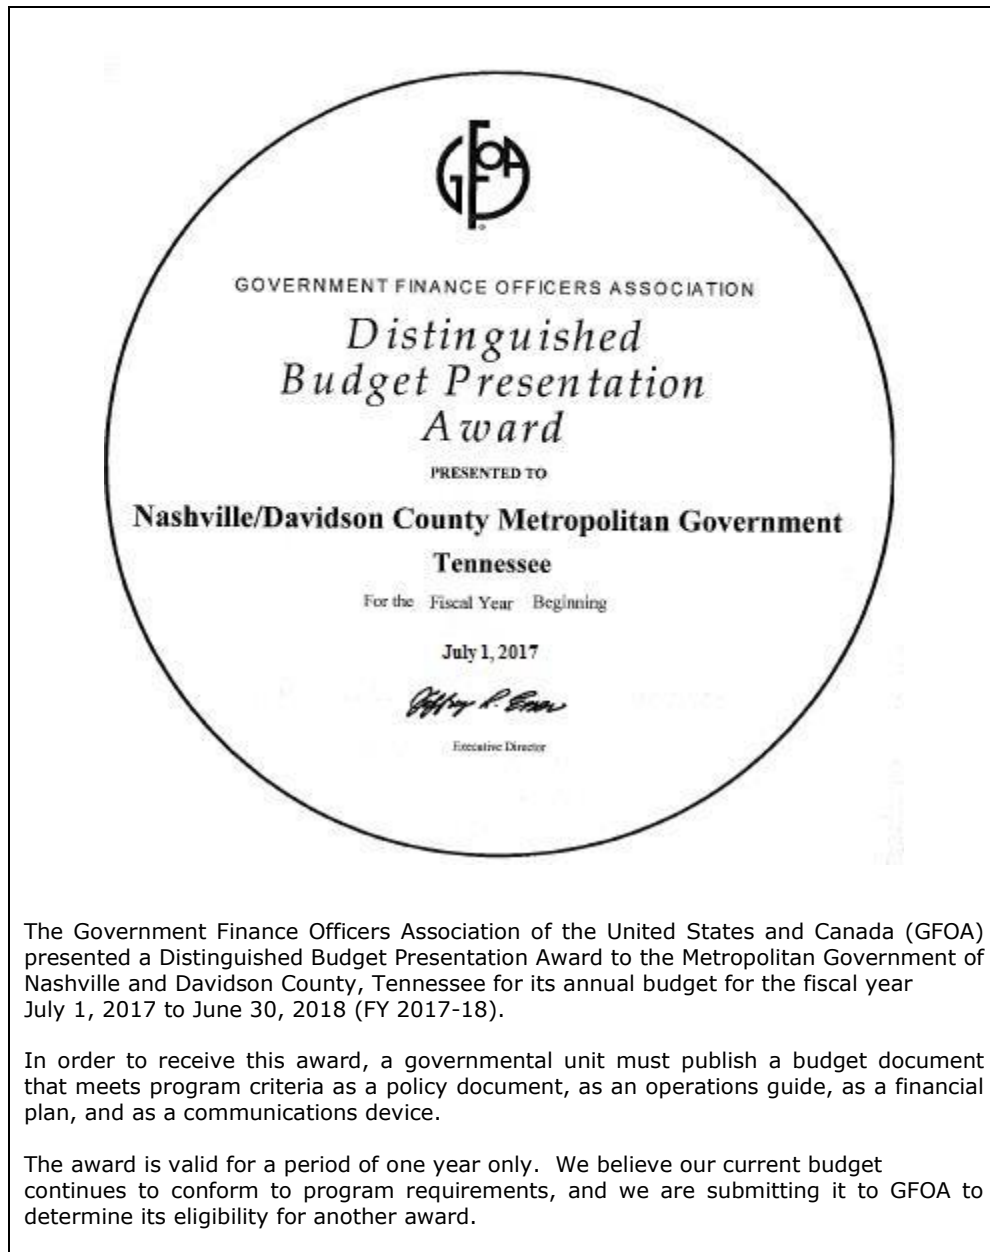 GFOA
GOVERNMENT FINANCE OFFICERS ASSOCIATION
Distinguished
Budget Presentation
Award
PRESENTED TO
Nashville/Davidson County Metropolitan Government
Tennessee
For the Fiscal Year Beginning
July 1, 2017
Jeffrey R. Enser
Executive Director
The Government Finance Officers Association of the United States and Canada (GFOA)
presented a Distinguished Budget Presentation Award to the Metropolitan Government of
Nashville and Davidson County, Tennessee for its annual budget for the fiscal year
July 1, 2017 to June 30, 2018 (FY 2017-18).
In order to receive this award, a governmental unit must publish a budget document
that meets program criteria as a policy document, as an operations guide, as a financial
plan, and as a communications device.
The award is valid for a period of one year only.  We believe our current budget
continues to conform to program requirements, and we are submitting it to GFOA to
determine its eligibility for another award.